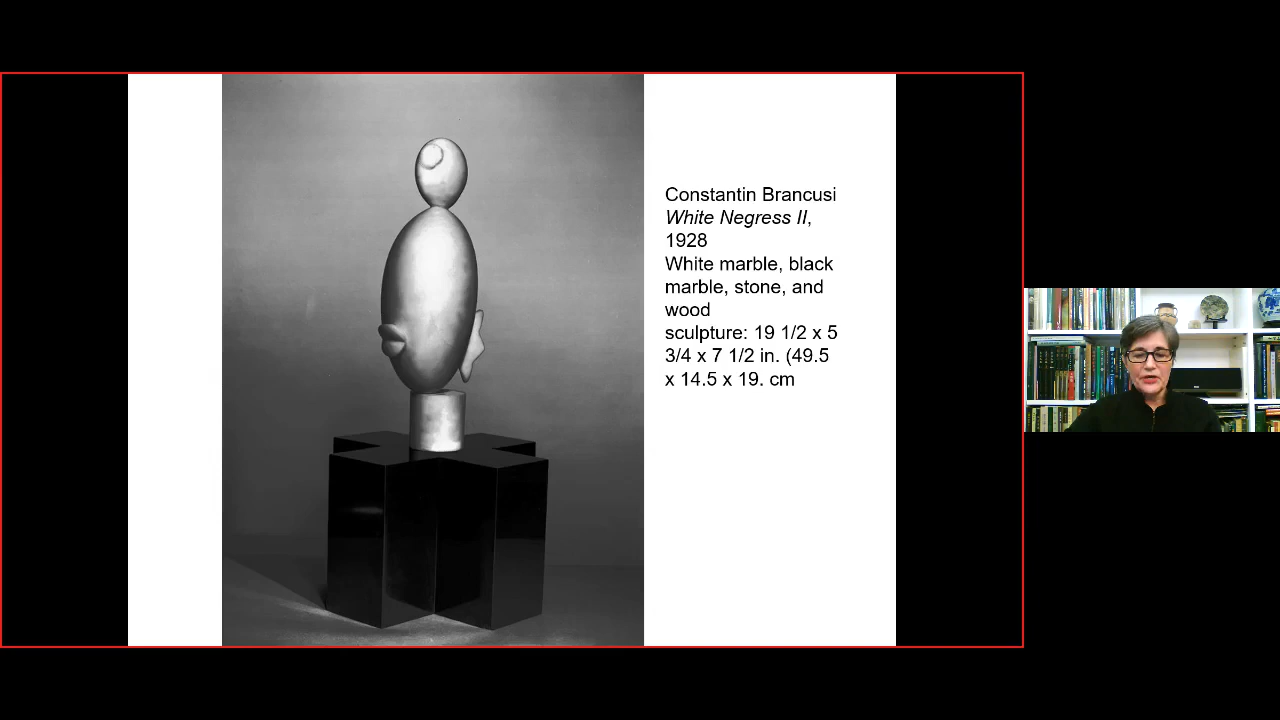 Constantin Brancusi
White Negress II,
1928
White marble, black
marble, stone, and
wood
sculpture: 19 1/2 x 5
3/4 x 7 1/2 in. (49.5
x 14.5 x 19. cm